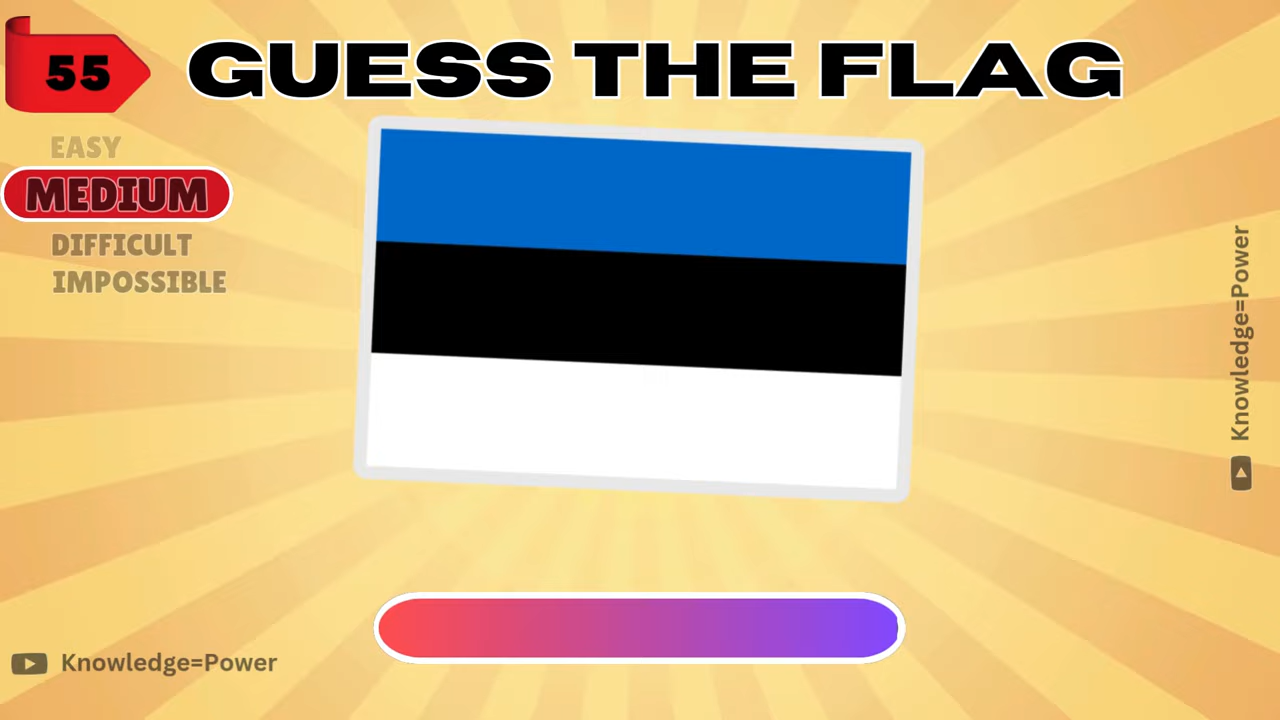 55
GUESS THE FLAG
EASY
MEDIUM
DIFFICULT
IMPOSSIBLE
Knowledge=Power
Knowledge=Power